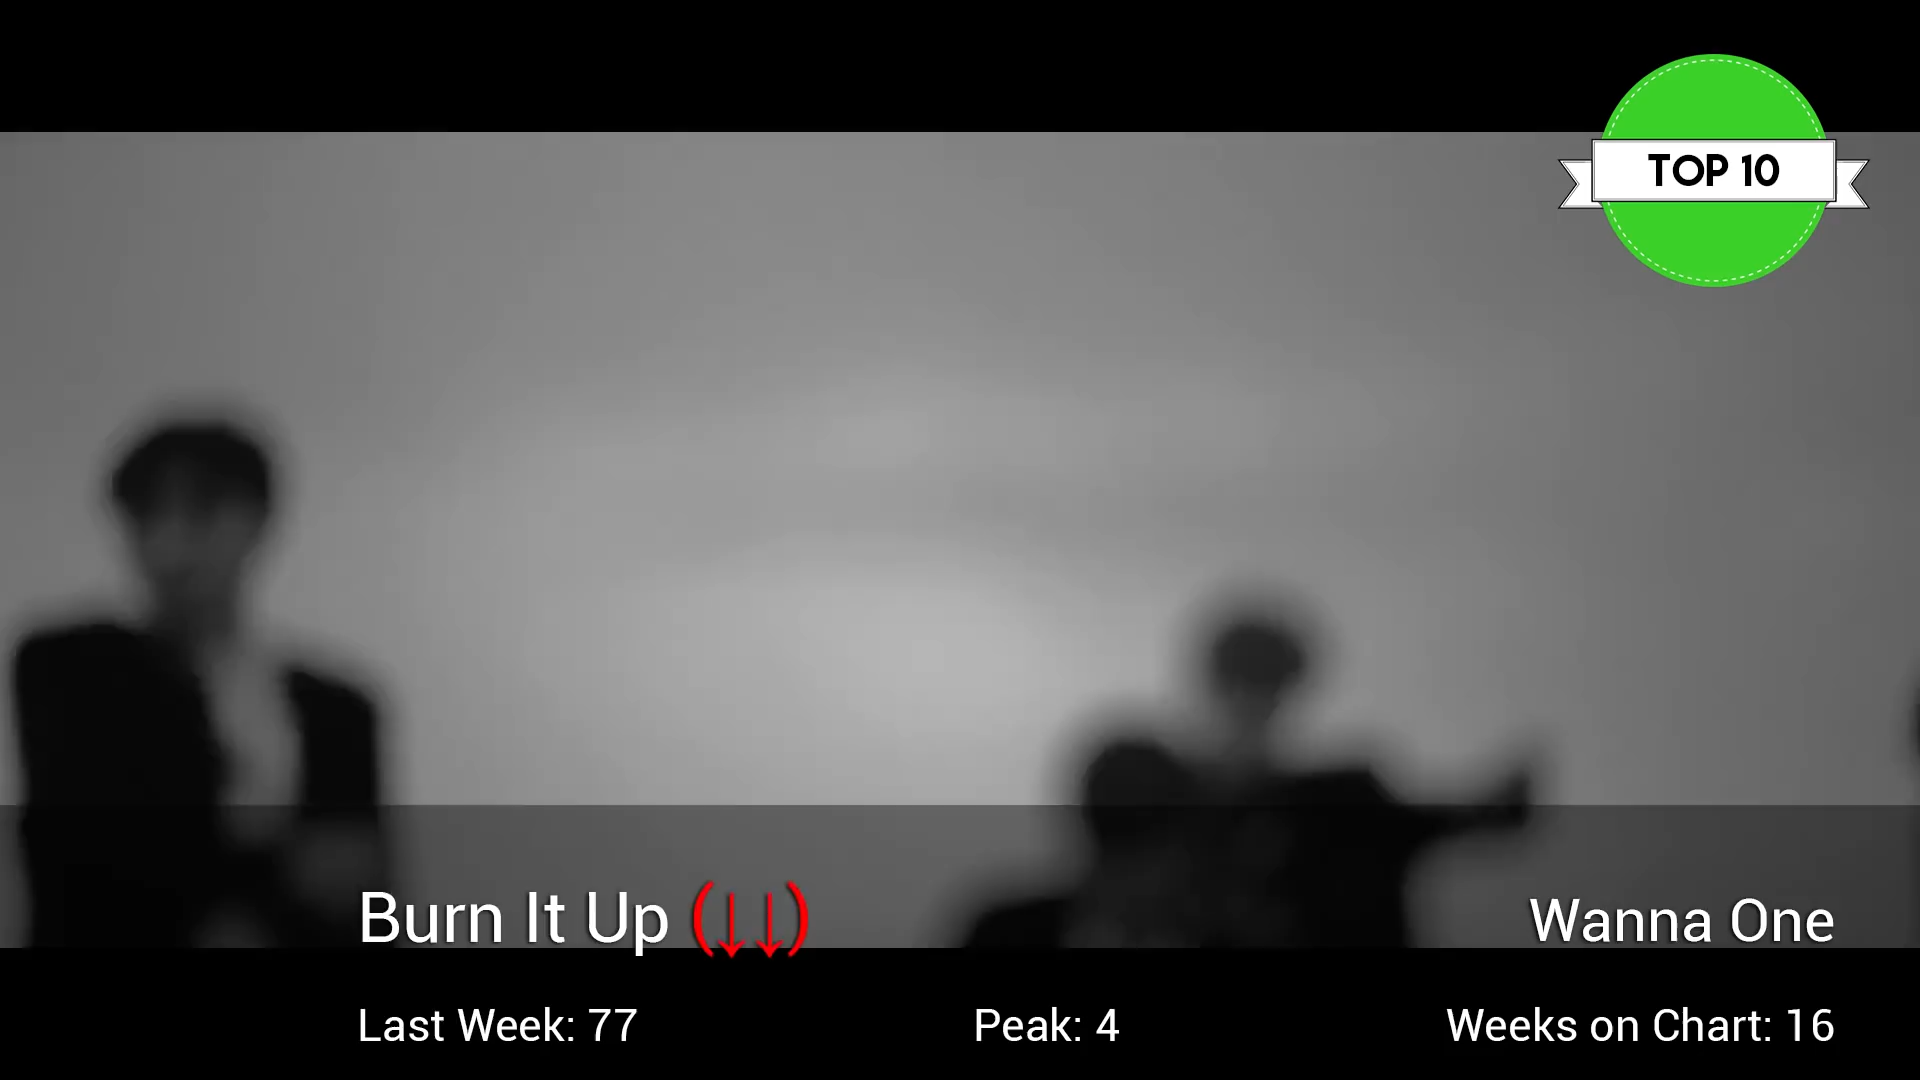 TOP 10
Burn It Up (↓↓)
Wanna One
Last Week: 77
Peak: 4
Weeks on Chart: 16